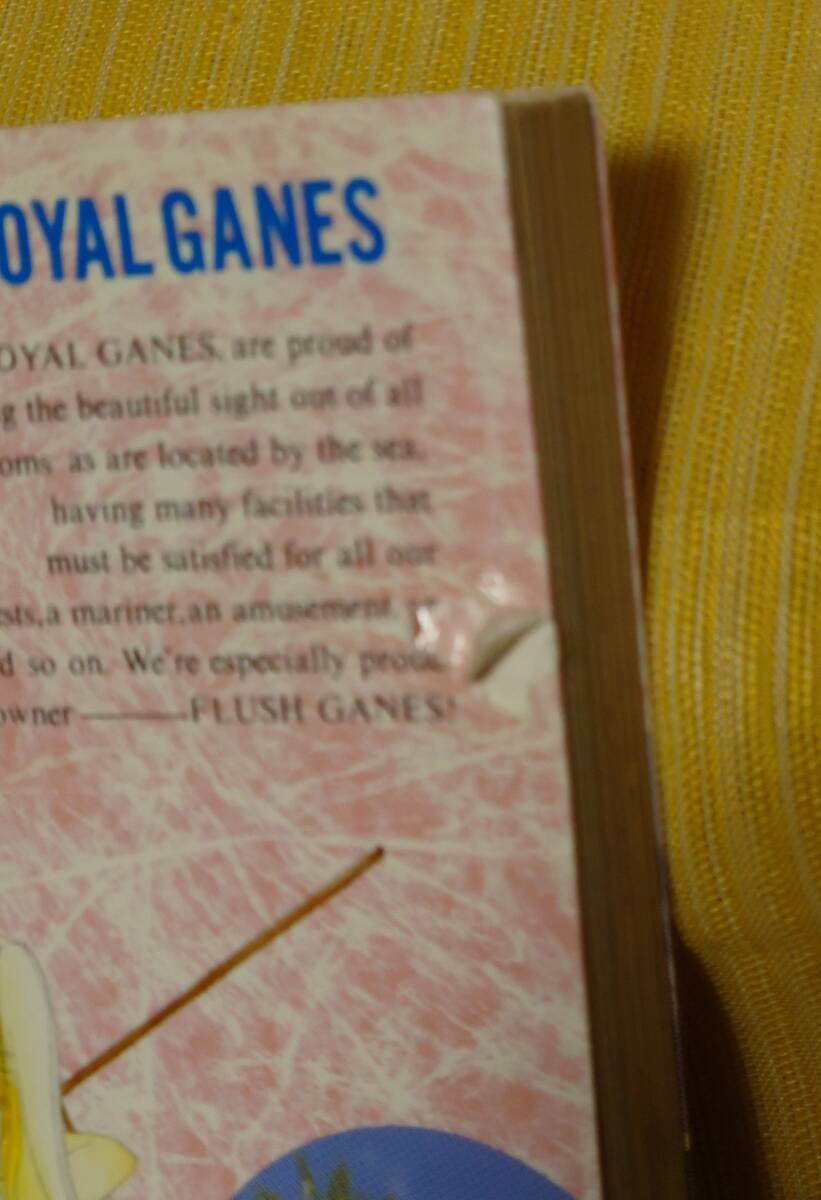 OYAL GANES
OYAL GANES, are proud of
g the beautiful sight out of all
oms as are located by the sea,
having many facilities that
must be satisfied for all our
sts,a mariner,an amusement,
d so on. We're especially proud
owner———FLUSH GANES!